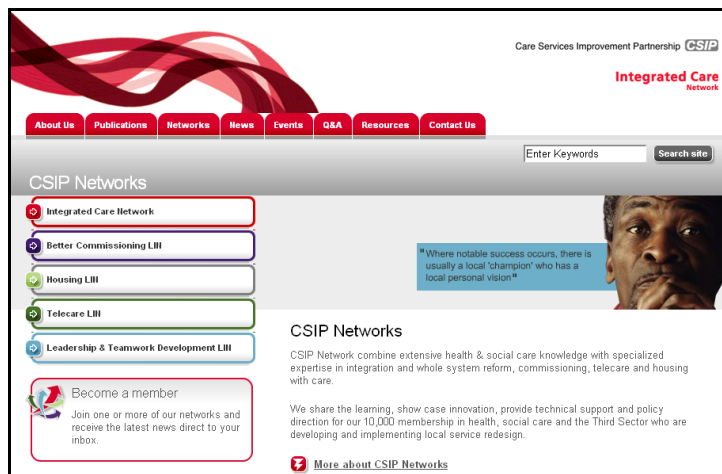 Care Services Improvement Partnership CSIP
Integrated Care
Network
About Us Publications Networks News Events Q&A Resources Contact Us
Enter Keywords Search site
CSIP Networks
Integrated Care Network
Better Commissioning LIN
Housing LIN
Telecare LIN
Leadership & Teamwork Development LIN
"Where notable success occurs, there is
usually a local 'champion' who has a
local personal vision"
Become a member
Join one or more of our networks and
receive the latest news direct to your
inbox.
CSIP Networks
CSIP Network combine extensive health & social care knowledge with specialized
expertise in integration and whole system reform, commissioning, telecare and housing
with care.
We share the learning, show case innovation, provide technical support and policy
direction for our 10,000 membership in health, social care and the Third Sector who are
developing and implementing local service redesign.
More about CSIP Networks